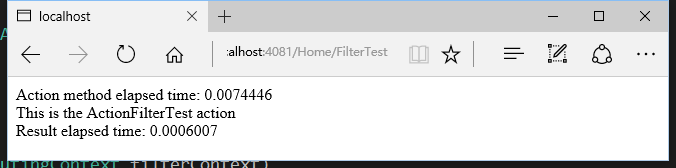 localhost
:alhost:4081/Home/FilterTest
Action method elapsed time: 0.0074446
This is the ActionFilterTest action
Result elapsed time: 0.0006007
filterContext)